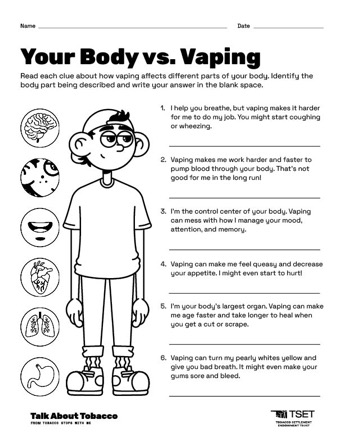 Name Date
Your Body vs. Vaping
Read each clue about how vaping affects different parts of your body. Identify the
body part being described and write your answer in the blank space.
1. I help you breathe, but vaping makes it harder
for me to do my job. You might start coughing
or wheezing.
2. Vaping makes me work harder and faster to
pump blood through your body. That's not
good for me in the long run!
3. I'm the control center of your body. Vaping
can mess with how I manage your mood,
attention, and memory.
4. Vaping can make me feel queasy and decrease
your appetite. I might even start to hurt!
5. I'm your body's largest organ. Vaping can make
me age faster and take longer to heal when
you get a cut or scrape.
6. Vaping can turn my pearly whites yellow and
give you bad breath. It might even make your
gums sore and bleed.
Talk About Tobacco
FROM TOBACCO STOPS WITH ME
TSET
TOBACCO SETTLEMENT
ENDOWMENT TRUST